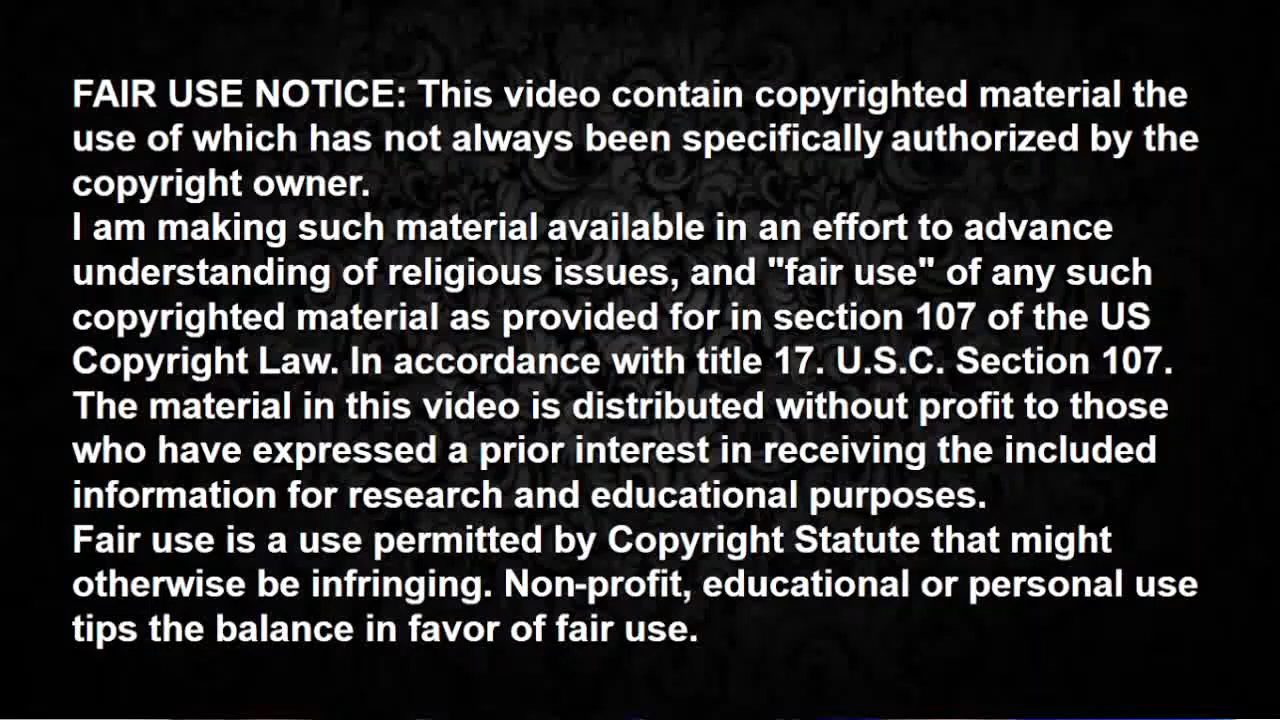 FAIR USE NOTICE: This video contain copyrighted material the
use of which has not always been specifically authorized by the
copyright owner.
I am making such material available in an effort to advance
understanding of religious issues, and "fair use" of any such
copyrighted material as provided for in section 107 of the US
Copyright Law. In accordance with title 17. U.S.C. Section 107.
The material in this video is distributed without profit to those
who have expressed a prior interest in receiving the included
information for research and educational purposes.
Fair use is a use permitted by Copyright Statute that might
otherwise be infringing. Non-profit, educational or personal use
tips the balance in favor of fair use.